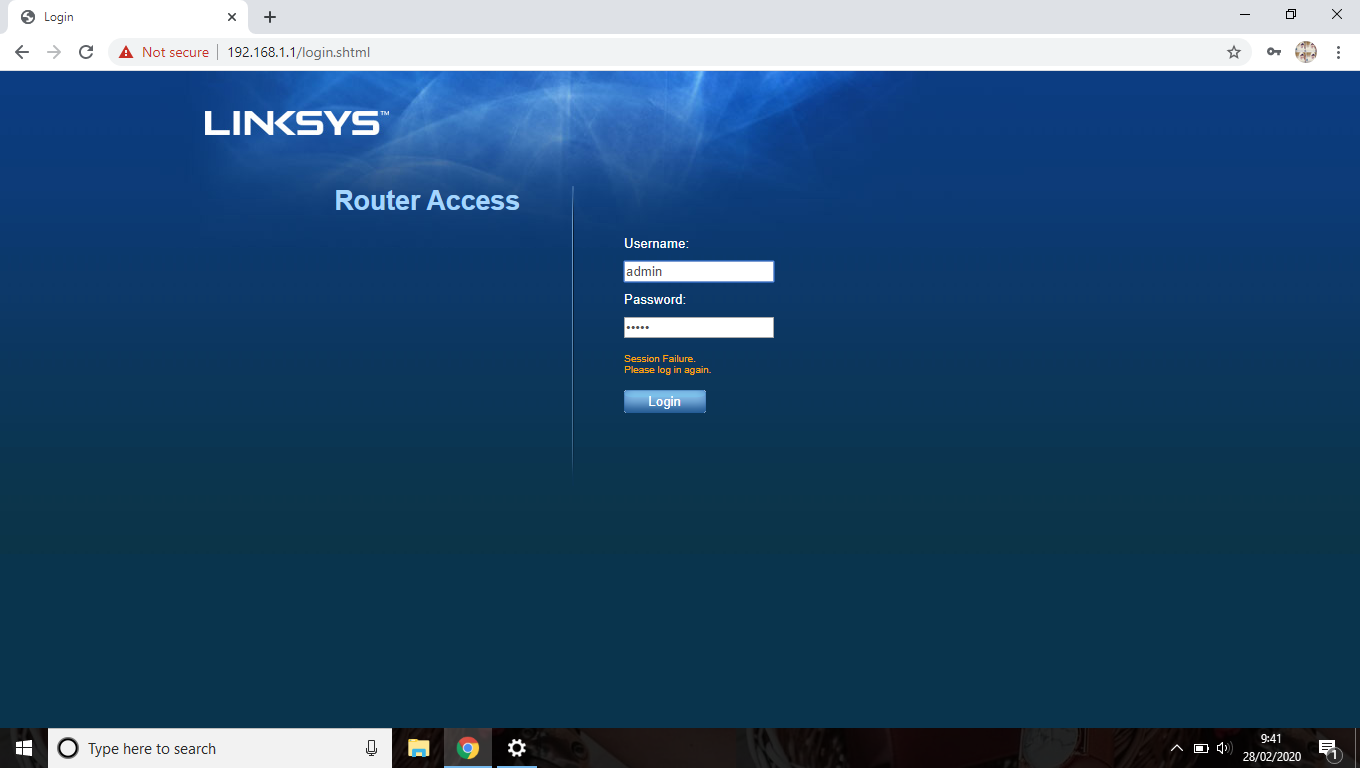 Login
Not secure
192.168.1.1/login.shtml
LINKSYS™
Router Access
Username:
admin
Password:
•••••
Session Failure.
Please log in again.
Login
Type here to search
9:41
28/02/2020
1